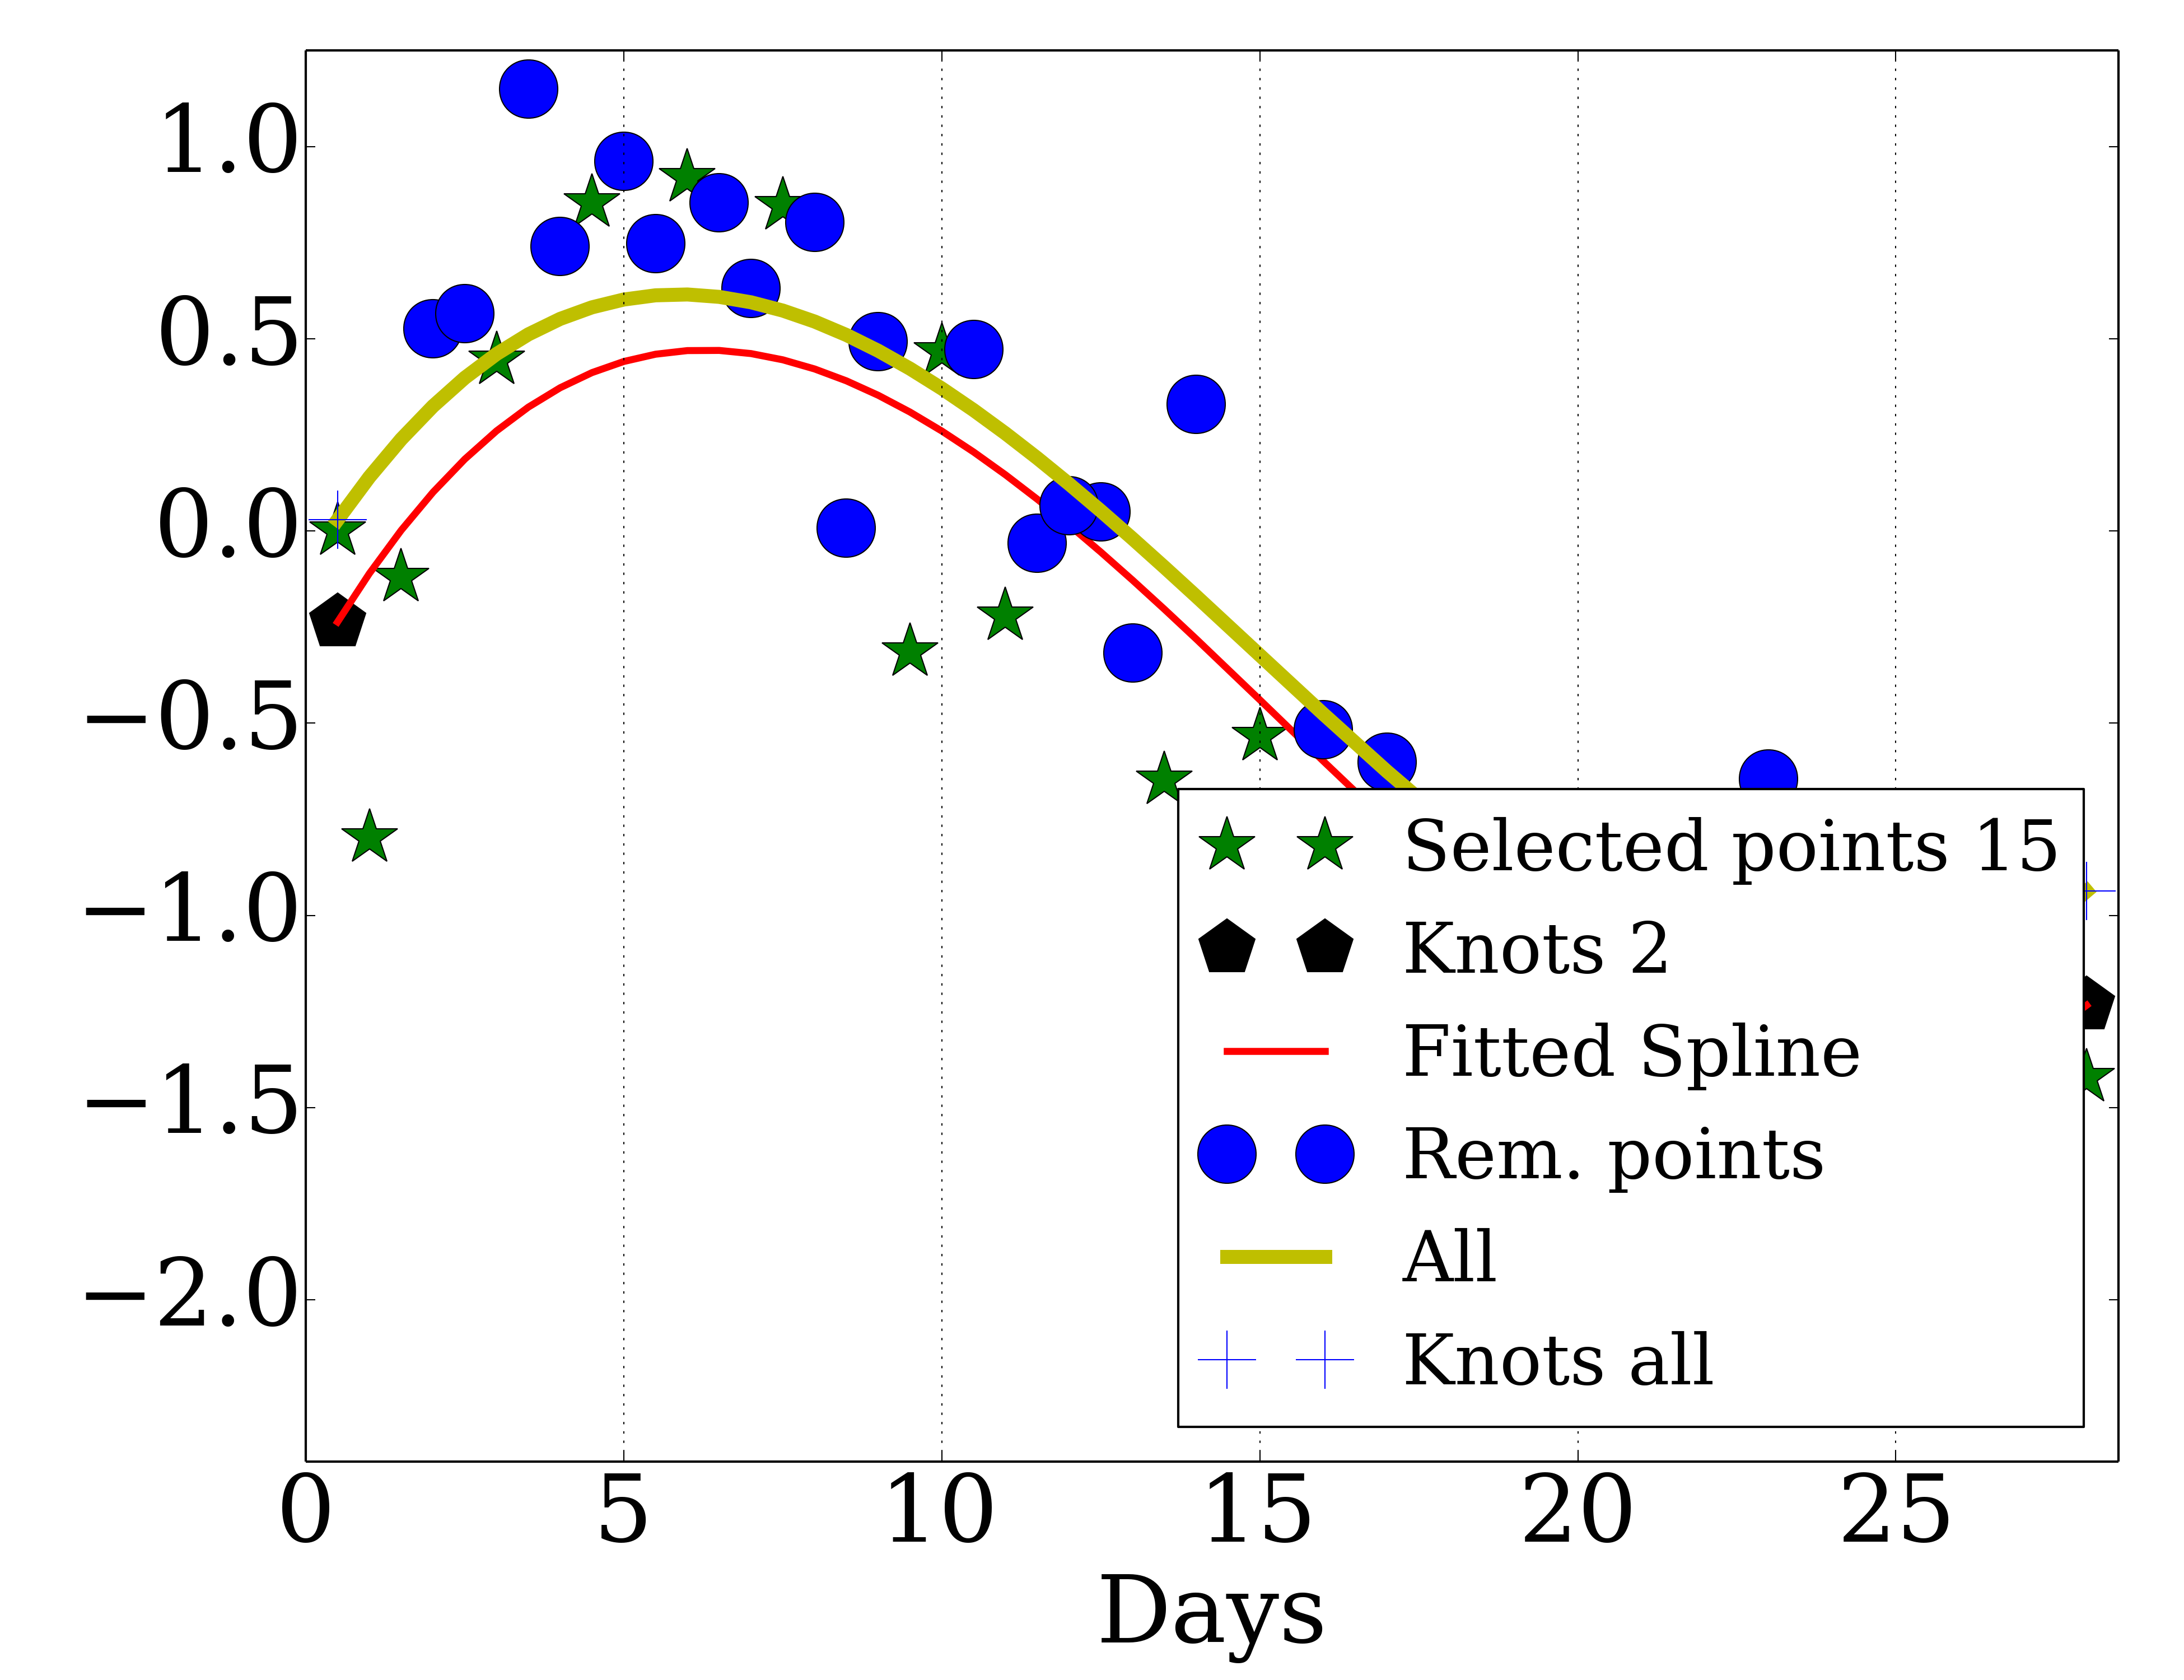 1.0
0.5
0.0
−0.5
−1.0
−1.5
−2.0
Selected points 15
Knots 2
Fitted Spline
Rem. points
All
Knots all
0 5 10 15 20 25
Days